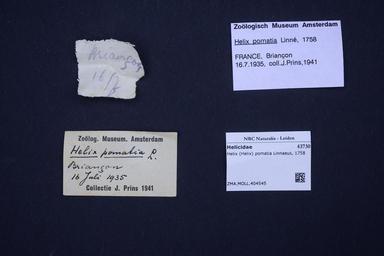 Briançon
16/7
Zoölogisch Museum Amsterdam
Helix pomatia Linné, 1758
FRANCE, Briançon
16.7.1935, coll.J.Prins,1941
Zoölog. Museum. Amsterdam
Helix pomatia L.
Briançon
16 Juli 1935
Collectie J. Prins 1941
NBC Naturalis - Leiden
Helicidae 43730
Helix (Helix) pomatia Linnaeus, 1758
ZMA.MOLL.404545